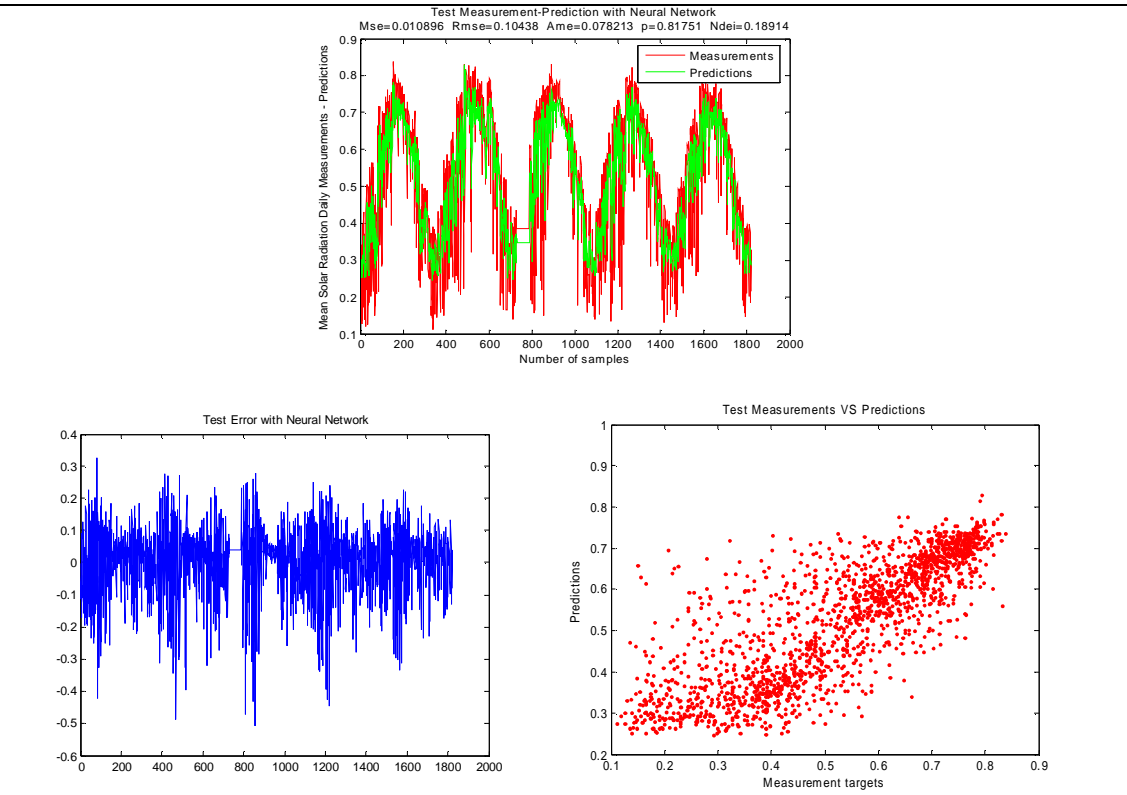 Test Measurement-Prediction with Neural Network
Mse=0.010896 Rmse=0.10438 Ame=0.078213 p=0.81751 Ndei=0.18914
Mean Solar Radiation Daily Measurements - Predictions
0.9
0.8
0.7
0.6
0.5
0.4
0.3
0.2
0.1
Measurements
Predictions
0 200 400 600 800 1000 1200 1400 1600 1800 2000
Number of samples
Test Error with Neural Network
0.4
0.3
0.2
0.1
0
-0.1
-0.2
-0.3
-0.4
-0.5
-0.6
0 200 400 600 800 1000 1200 1400 1600 1800 2000
Test Measurements VS Predictions
Predictions
1
0.9
0.8
0.7
0.6
0.5
0.4
0.3
0.2
0.1 0.2 0.3 0.4 0.5 0.6 0.7 0.8 0.9
Measurement targets